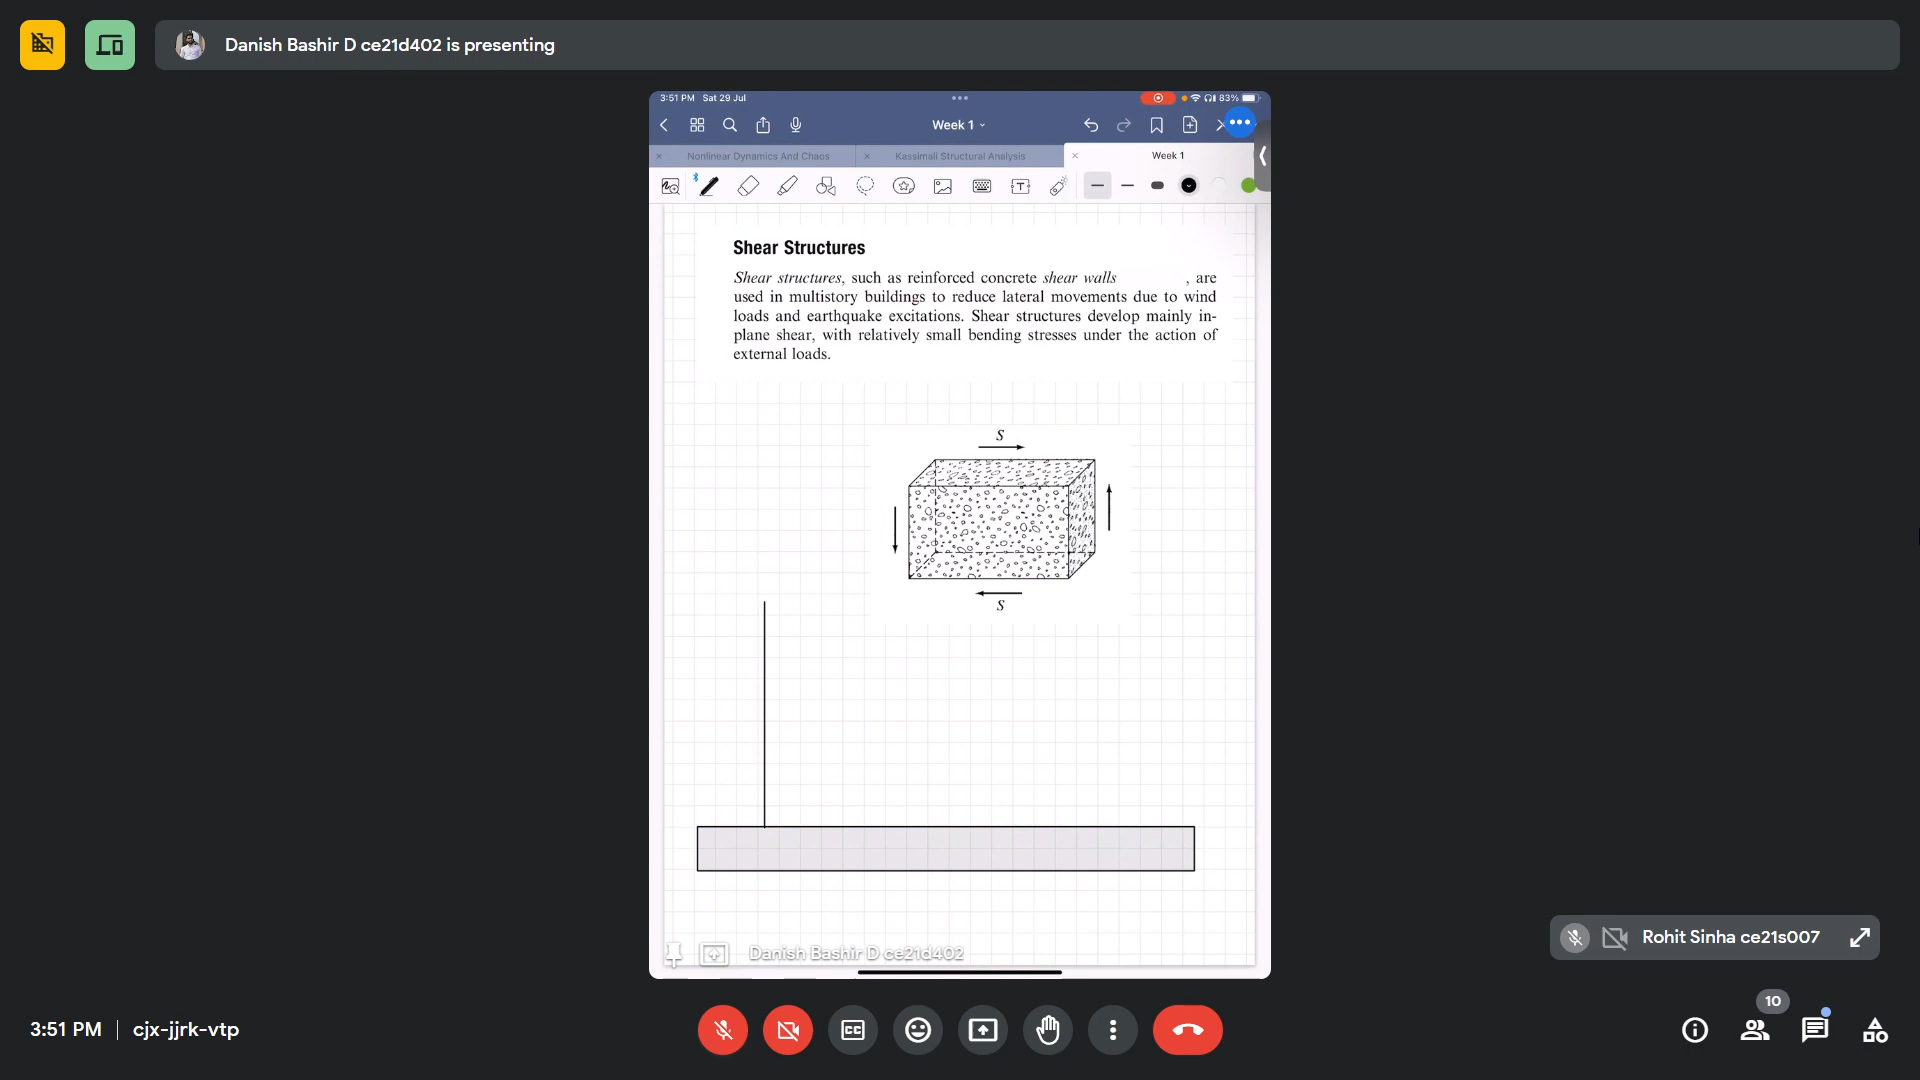 Danish Bashir D ce21d402 is presenting
3:51 PM Sat 29 Jul
83%
Week 1
Nonlinear Dynamics And Chaos
Kassimali Structural Analysis
Week 1
Shear Structures
Shear structures, such as reinforced concrete shear walls , are
used in multistory buildings to reduce lateral movements due to wind
loads and earthquake excitations. Shear structures develop mainly in-
plane shear, with relatively small bending stresses under the action of
external loads.
S
S
Danish Bashir D ce21d402
Rohit Sinha ce21s007
3:51 PM | cjx-jjrk-vtp
CC
10